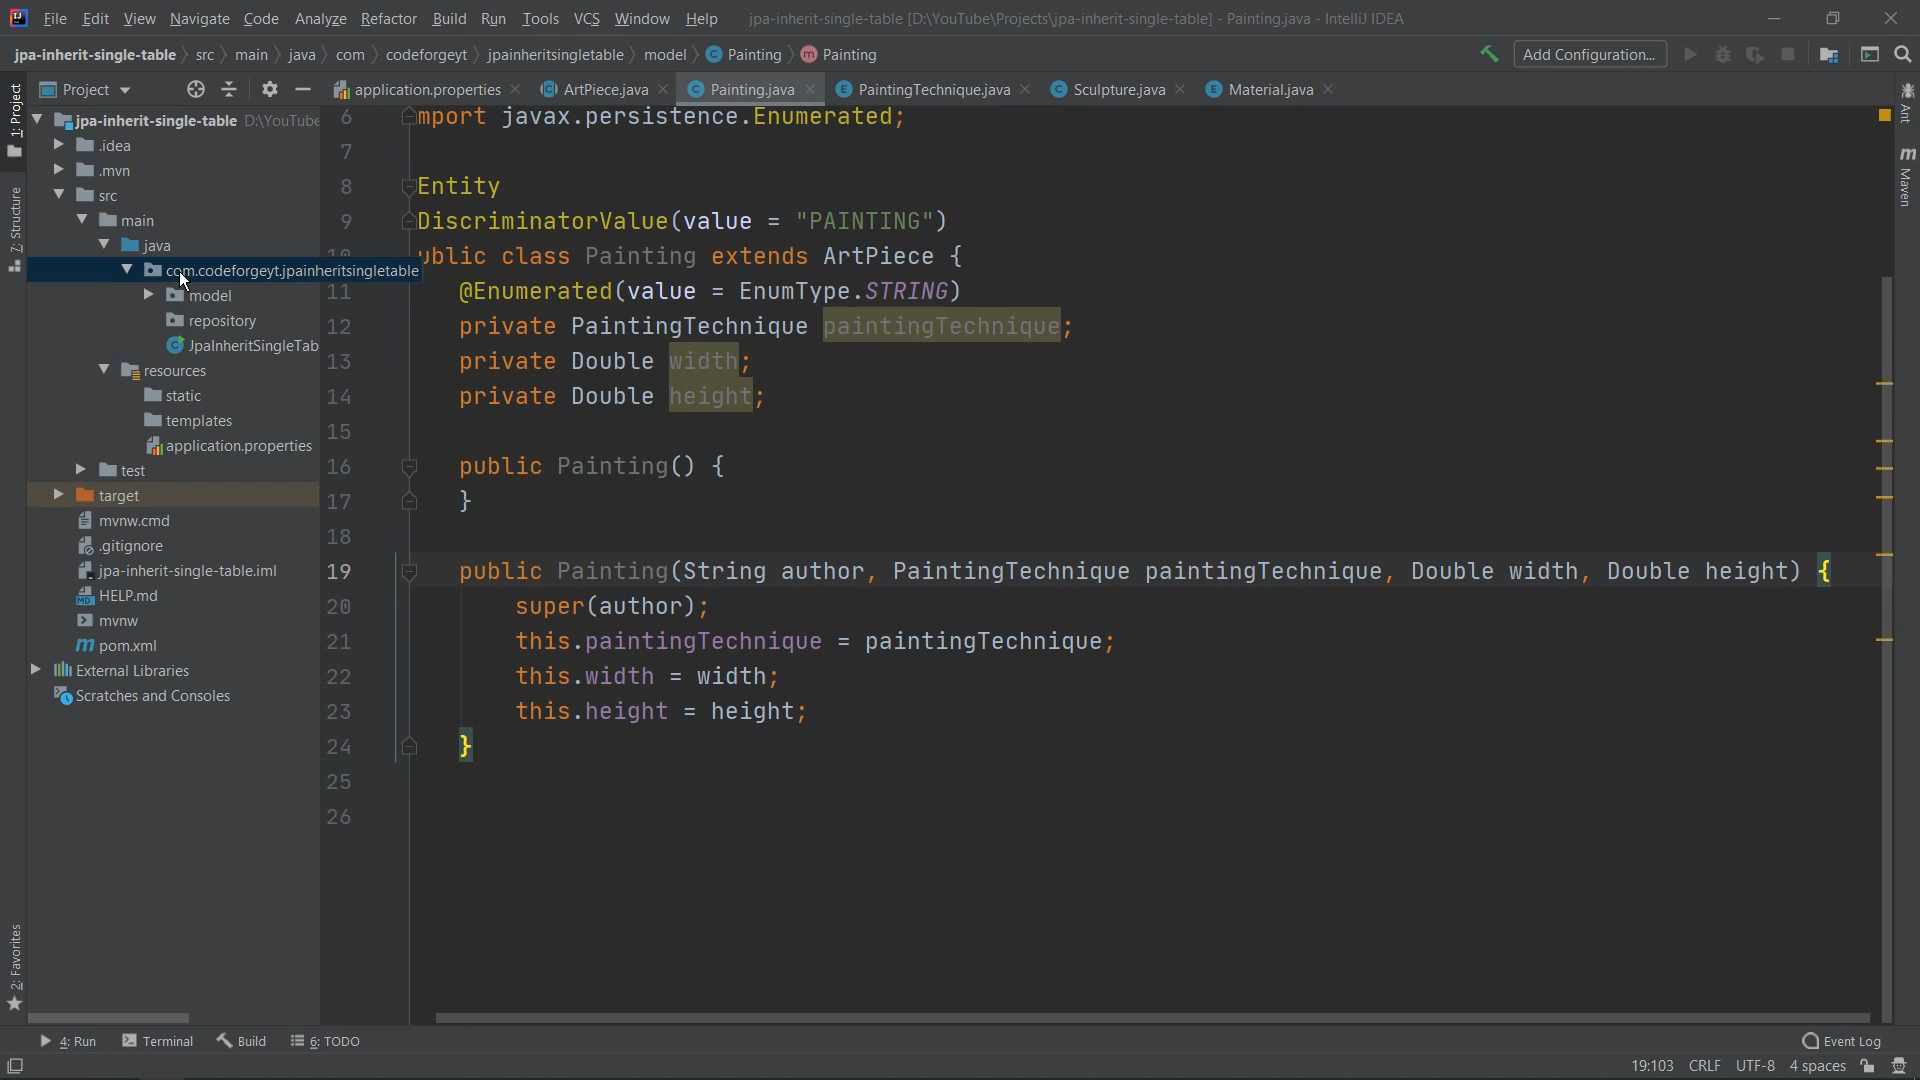 File Edit View Navigate Code Analyze Refactor Build Run Tools VCS Window Help jpa-inherit-single-table [D:\YouTube\Projects\jpa-inherit-single-table] - Painting.java - IntelliJ IDEA
jpa-inherit-single-table src main java com codeforgeyt jpainheritsingletable model Painting Painting Add Configuration...
Project application.properties ArtPiece.java Painting.java PaintingTechnique.java Sculpture.java Material.java
1: Project
7: Structure
2: Favorites
jpa-inherit-single-table D:\YouTube
.idea
.mvn
src
main
java
com.codeforgeyt.jpainheritsingletable
model
repository
JpaInheritSingleTab
resources
static
templates
application.properties
test
target
mvnw.cmd
.gitignore
jpa-inherit-single-table.iml
HELP.md
mvnw
pom.xml
External Libraries
Scratches and Consoles
6 mport javax.persistence.Enumerated;
7
8 Entity
9 DiscriminatorValue(value = "PAINTING")
10 ublic class Painting extends ArtPiece {
11 @Enumerated(value = EnumType.STRING)
12 private PaintingTechnique paintingTechnique;
13 private Double width;
14 private Double height;
15
16 public Painting() {
17 }
18
19 public Painting(String author, PaintingTechnique paintingTechnique, Double width, Double height) {
20 super(author);
21 this.paintingTechnique = paintingTechnique;
22 this.width = width;
23 this.height = height;
24 }
25
26
Ant
Maven
4: Run Terminal Build 6: TODO Event Log
19:103 CRLF UTF-8 4 spaces